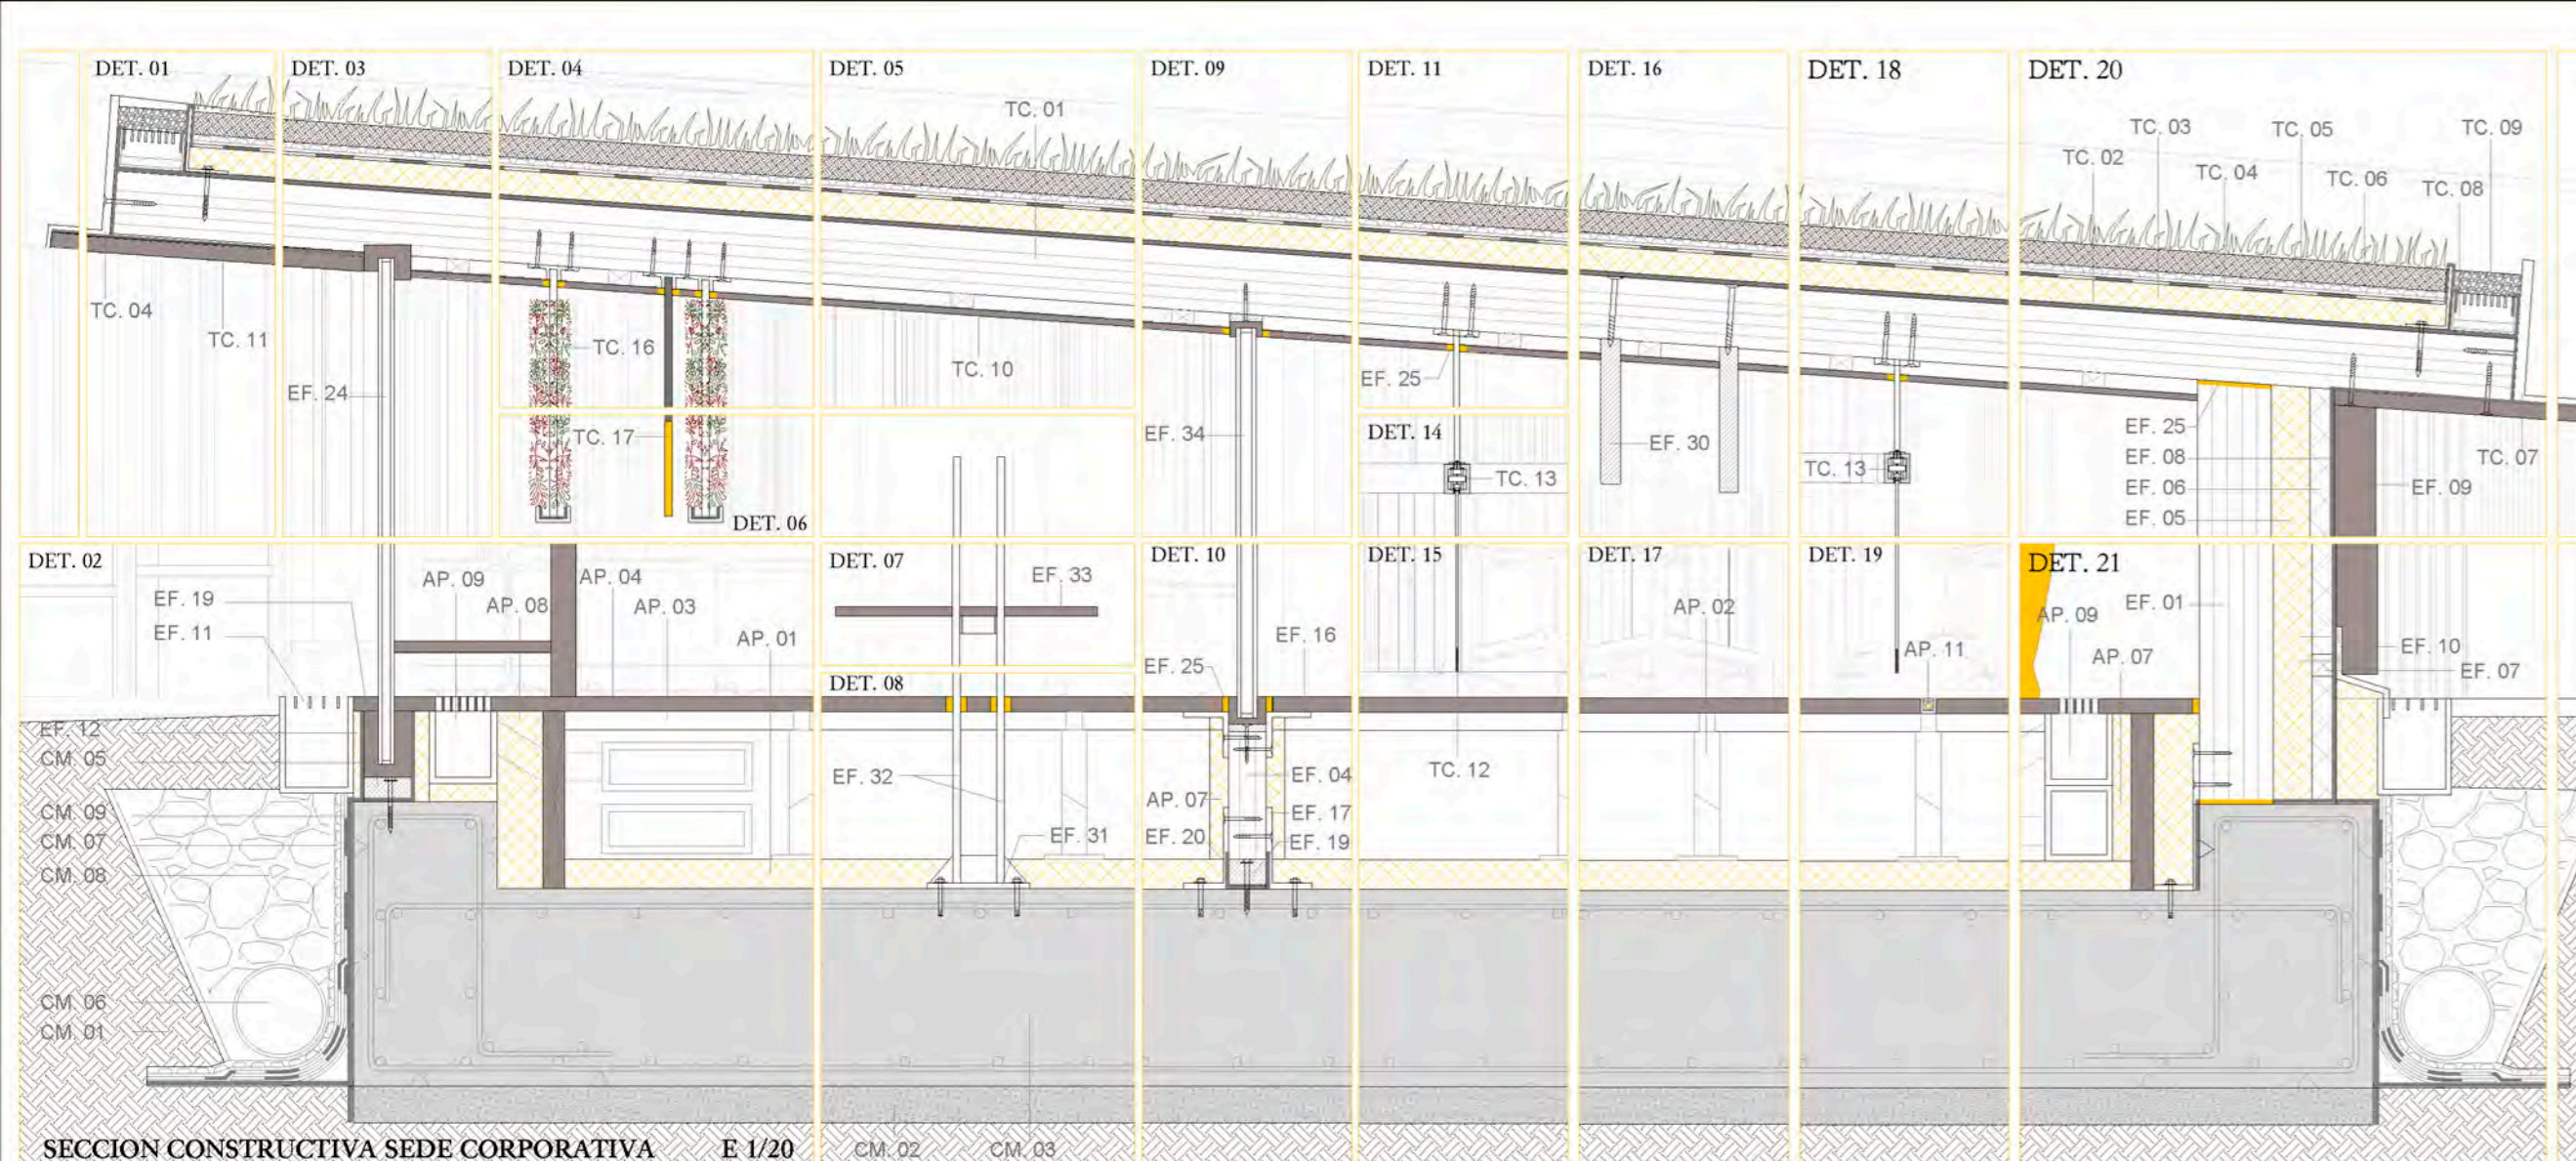 DET. 01
DET. 03
DET. 04
DET. 05
DET. 09
DET. 11
DET. 16
DET. 18
DET. 20
TC. 01
TC. 03
TC. 05
TC. 09
TC. 02
TC. 04
TC. 06
TC. 08
TC. 04
TC. 11
TC. 16
EF. 24
TC. 10
EF. 25
TC. 17
EF. 34
DET. 14
EF. 30
TC. 13
TC. 13
EF. 25
EF. 08
EF. 06
EF. 05
TC. 07
EF. 09
DET. 06
DET. 02
DET. 07
DET. 10
DET. 15
DET. 17
DET. 19
DET. 21
AP. 09
AP. 04
EF. 33
EF. 19
AP. 08
AP. 03
AP. 02
EF. 01
AP. 09
EF. 11
AP. 01
EF. 16
AP. 11
AP. 07
EF. 10
EF. 25
EF. 07
DET. 08
EF. 12
CM. 05
EF. 32
EF. 04
TC. 12
AP. 07
EF. 17
CM. 09
CM. 07
EF. 31
EF. 20
EF. 19
CM. 08
CM. 06
CM. 01
SECCION CONSTRUCTIVA SEDE CORPORATIVA E 1/20
CM. 02
CM. 03